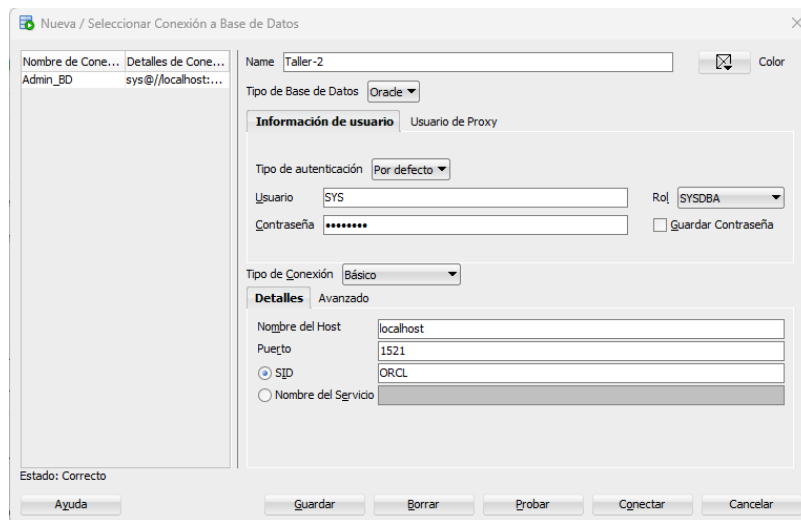 Nueva / Seleccionar Conexión a Base de Datos
Nombre de Cone... Detalles de Cone...
Admin_BD sys@//localhost:...
Name Taller-2 Color
Tipo de Base de Datos Oracle
Información de usuario Usuario de Proxy
Tipo de autenticación Por defecto
Usuario SYS Rol SYSDBA
Contraseña •••••••• Guardar Contraseña
Tipo de Conexión Básico
Detalles Avanzado
Nombre del Host localhost
Puerto 1521
SID ORCL
Nombre del Servicio
Estado: Correcto
Ayuda Guardar Borrar Probar Conectar Cancelar